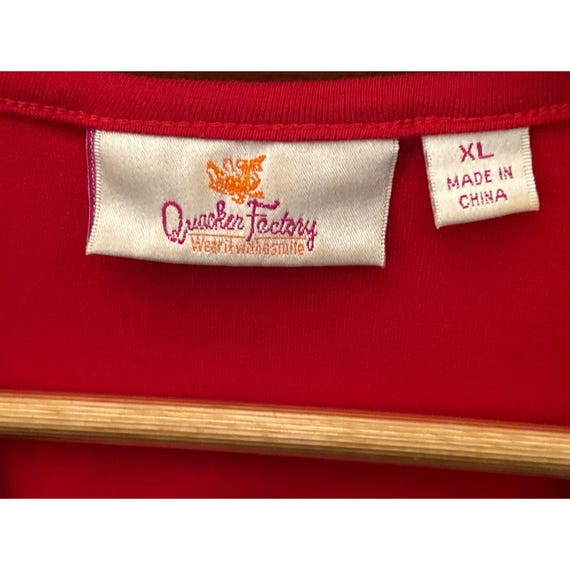 Quacker Factory
Wear it with a smile
XL
MADE IN
CHINA